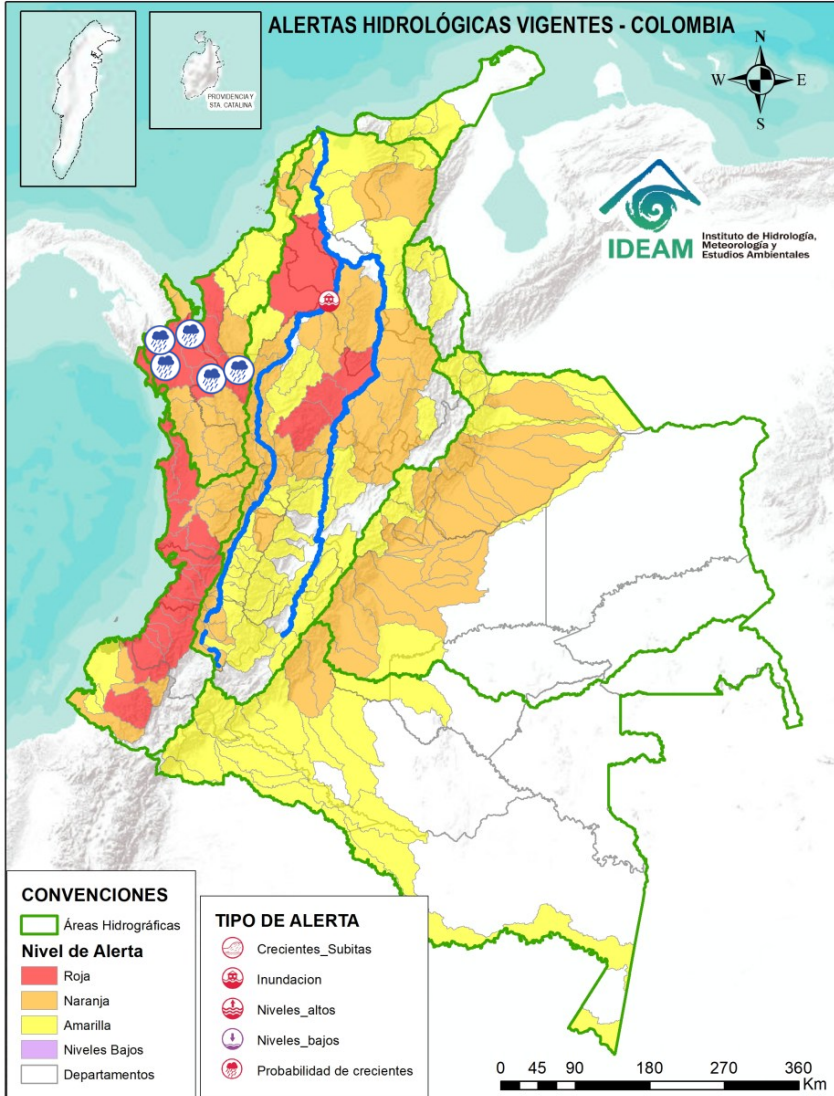 ALERTAS HIDROLÓGICAS VIGENTES - COLOMBIA
PROVIDENCIA Y
STA. CATALINA
N
W
E
S
IDEAM
Instituto de Hidrología,
Meteorología y
Estudios Ambientales
CONVENCIONES
Áreas Hidrográficas
Nivel de Alerta
Roja
Naranja
Amarilla
Niveles Bajos
Departamentos
TIPO DE ALERTA
Crecientes_Subitas
Inundacion
Niveles_altos
Niveles_bajos
Probabilidad de crecientes
0 45 90 180 270 360
Km